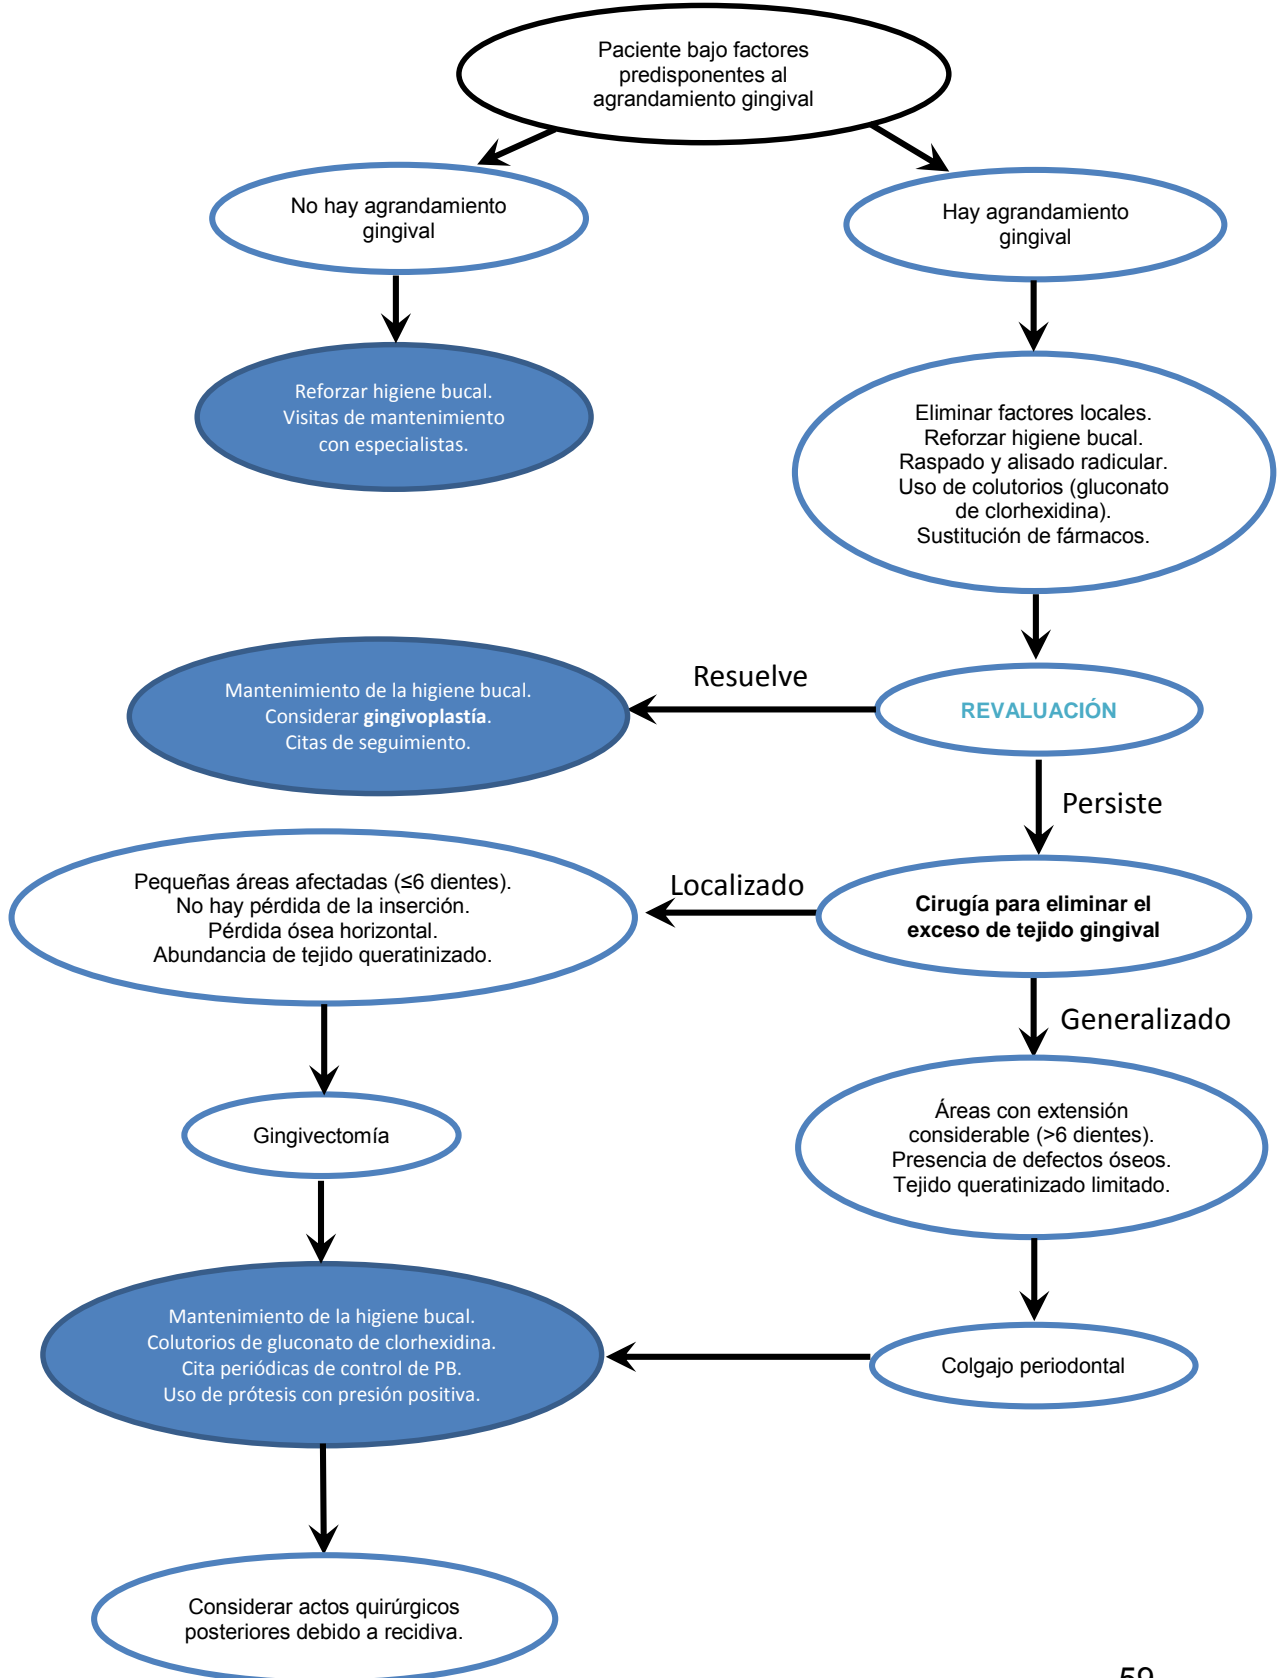 Paciente bajo factores
predisponentes al
agrandamiento gingival
No hay agrandamiento
gingival
Hay agrandamiento
gingival
Reforzar higiene bucal.
Visitas de mantenimiento
con especialistas.
Eliminar factores locales.
Reforzar higiene bucal.
Raspado y alisado radicular.
Uso de colutorios (gluconato
de clorhexidina).
Sustitución de fármacos.
Mantenimiento de la higiene bucal.
Considerar gingivoplastía.
Citas de seguimiento.
Resuelve
REVALUACIÓN
Persiste
Pequeñas áreas afectadas (≤6 dientes).
No hay pérdida de la inserción.
Pérdida ósea horizontal.
Abundancia de tejido queratinizado.
Localizado
Cirugía para eliminar el
exceso de tejido gingival
Generalizado
Gingivectomía
Áreas con extensión
considerable (>6 dientes).
Presencia de defectos óseos.
Tejido queratinizado limitado.
Mantenimiento de la higiene bucal.
Colutorios de gluconato de clorhexidina.
Cita periódicas de control de PB.
Uso de prótesis con presión positiva.
Colgajo periodontal
Considerar actos quirúrgicos
posteriores debido a recidiva.
59